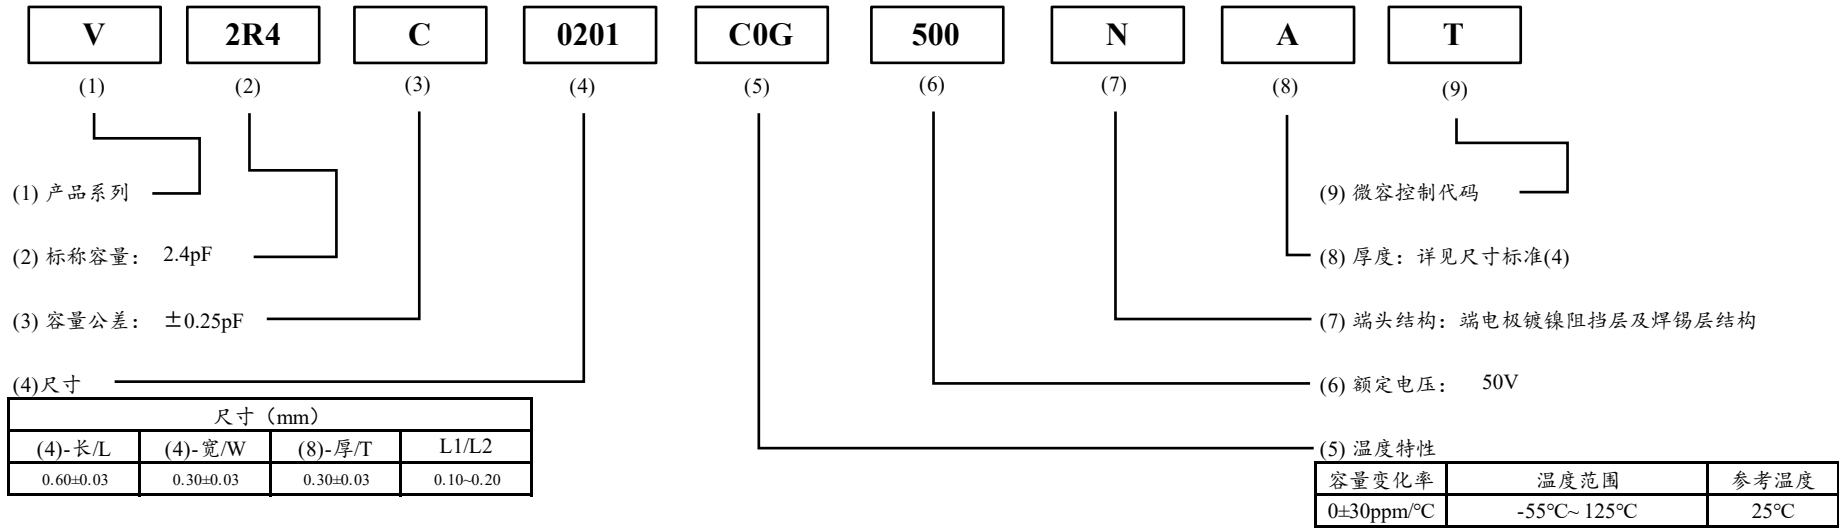 V 2R4 C 0201 C0G 500 N A T
(1) (2) (3) (4) (5) (6) (7) (8) (9)
(1) 产品系列
(9) 微容控制代码
(2) 标称容量： 2.4pF
(8) 厚度：详见尺寸标准(4)
(3) 容量公差： ±0.25pF
(7) 端头结构：端电极镀镍阻挡层及焊锡层结构
(4)尺寸
(6) 额定电压： 50V
尺寸（mm）
(4)-长/L (4)-宽/W (8)-厚/T L1/L2
0.60±0.03 0.30±0.03 0.30±0.03 0.10~0.20
(5) 温度特性
容量变化率 温度范围 参考温度
0±30ppm/°C -55°C~ 125°C 25°C